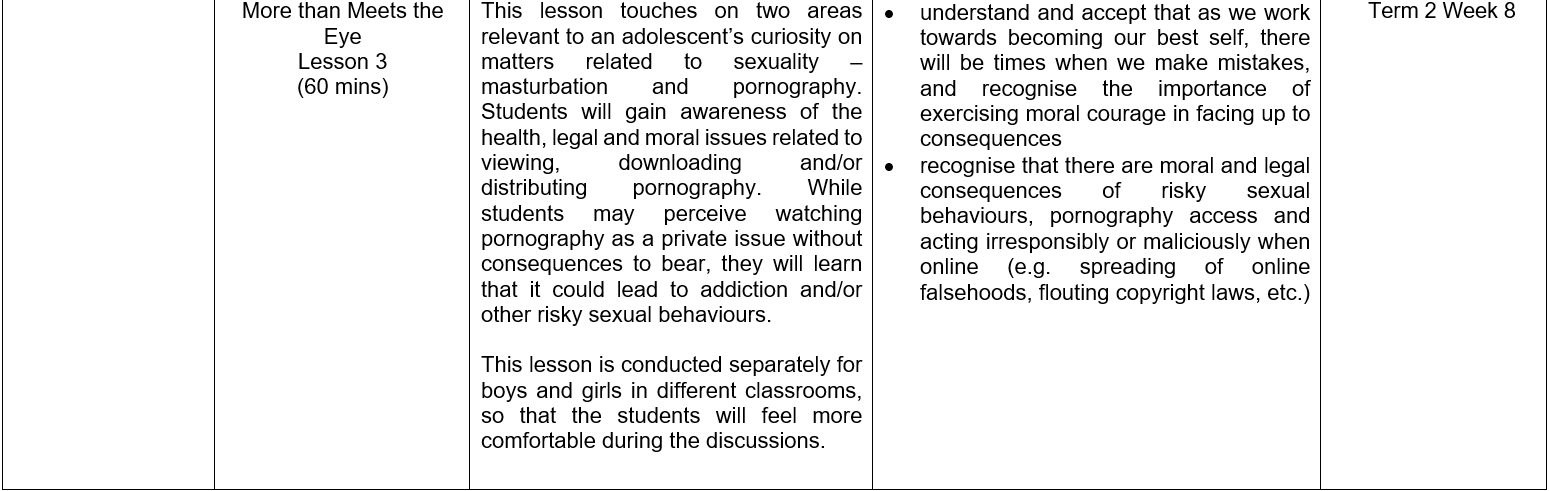 More than Meets the
Eye
Lesson 3
(60 mins)
This lesson touches on two areas
relevant to an adolescent’s curiosity on
matters related to sexuality –
masturbation and pornography.
Students will gain awareness of the
health, legal and moral issues related to
viewing, downloading and/or
distributing pornography. While
students may perceive watching
pornography as a private issue without
consequences to bear, they will learn
that it could lead to addiction and/or
other risky sexual behaviours.
This lesson is conducted separately for
boys and girls in different classrooms,
so that the students will feel more
comfortable during the discussions.
• understand and accept that as we work
towards becoming our best self, there
will be times when we make mistakes,
and recognise the importance of
exercising moral courage in facing up to
consequences
• recognise that there are moral and legal
consequences of risky sexual
behaviours, pornography access and
acting irresponsibly or maliciously when
online (e.g. spreading of online
falsehoods, flouting copyright laws, etc.)
Term 2 Week 8